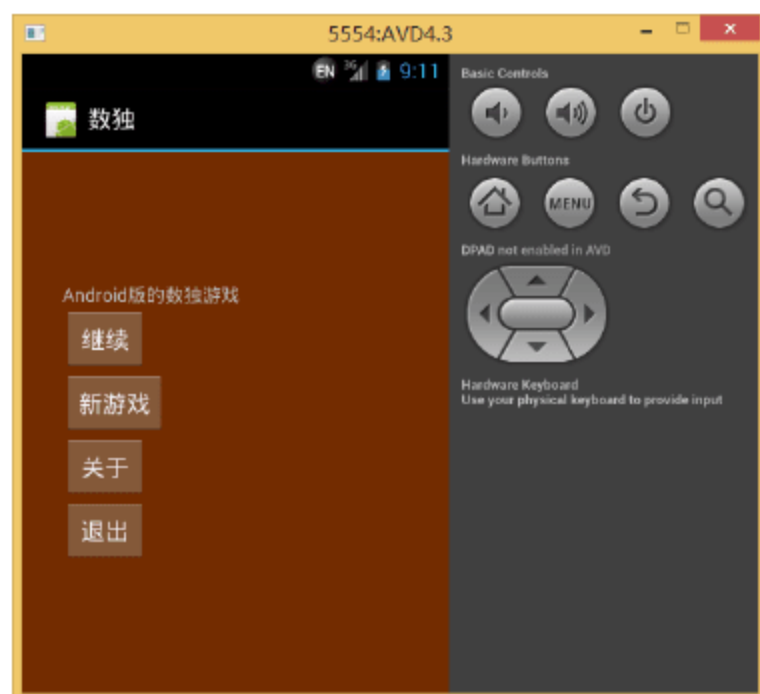 5554:AVD4.3
EN 3G 9:11
数独
Android版的数独游戏
继续
新游戏
关于
退出
Basic Controls
Hardware Buttons
MENU
DPAD not enabled in AVD
Hardware Keyboard
Use your physical keyboard to provide input